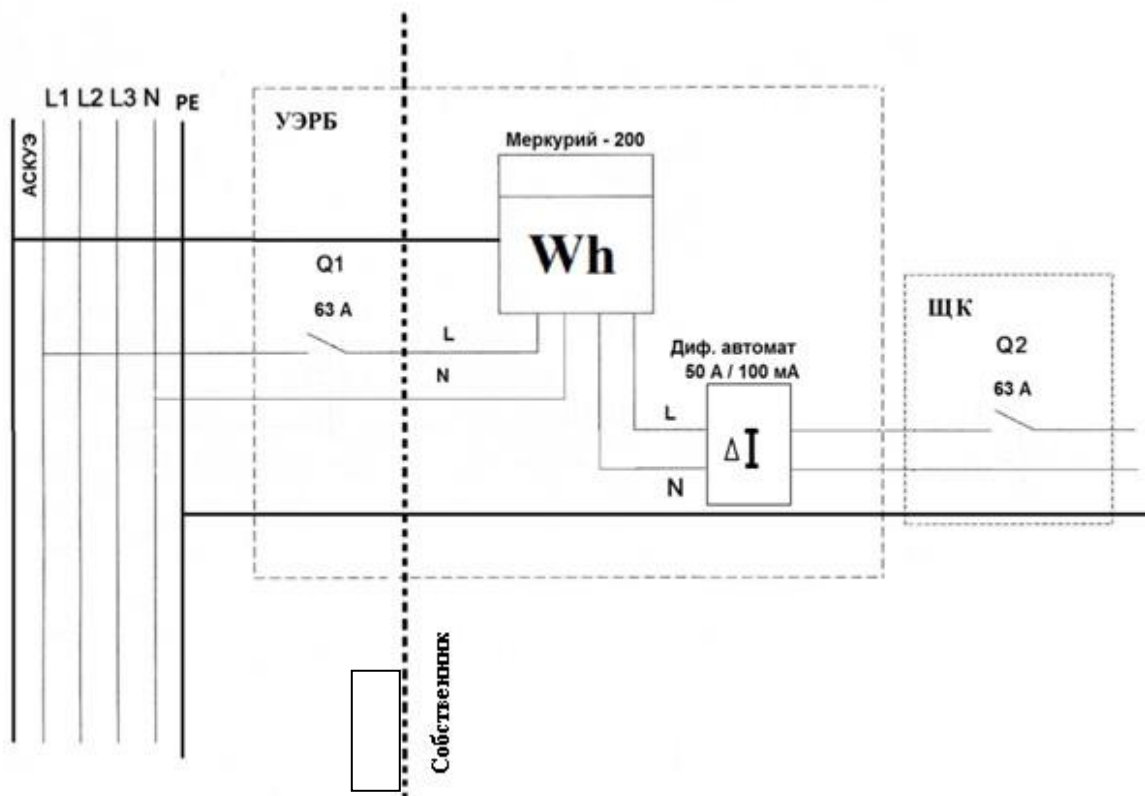 L1 L2 L3 N PE
АСКУЭ
УЭРБ
Меркурий - 200
Wh
Q1
63 А
L
N
Диф. автомат
50 А / 100 мА
L
N
Δ I
ЩК
Q2
63 А
Собственник